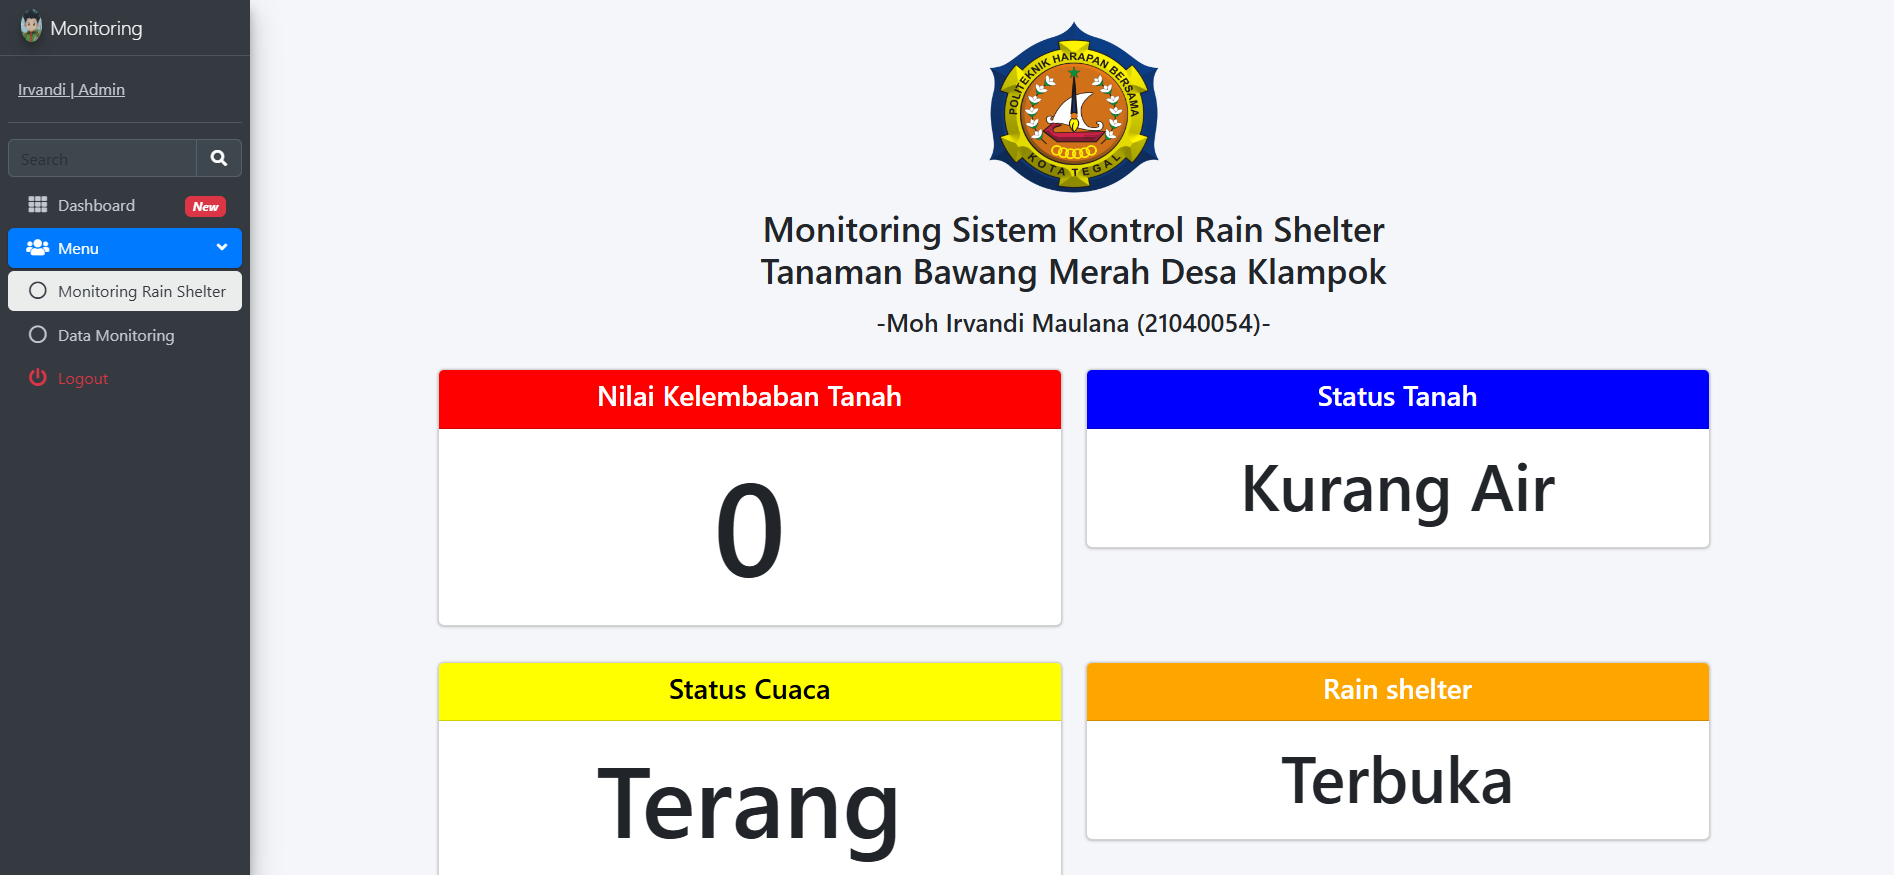 Monitoring
Irvandi | Admin
Search
Dashboard New
Menu
Monitoring Rain Shelter
Data Monitoring
Logout
POLITEKNIK HARAPAN BERSAMA
KOTA TEGAL
Monitoring Sistem Kontrol Rain Shelter
Tanaman Bawang Merah Desa Klampok
-Moh Irvandi Maulana (21040054)-
Nilai Kelembaban Tanah
0
Status Tanah
Kurang Air
Status Cuaca
Terang
Rain shelter
Terbuka